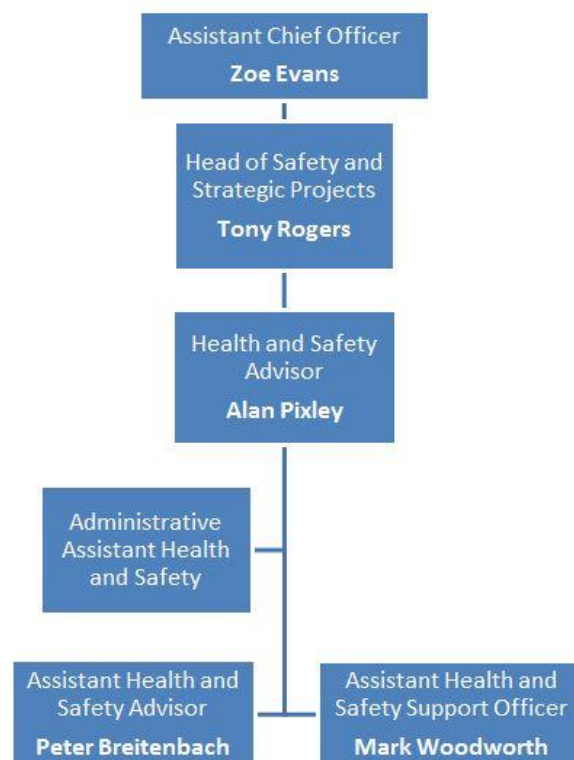 Assistant Chief Officer
Zoe Evans
Head of Safety and
Strategic Projects
Tony Rogers
Health and Safety
Advisor
Alan Pixley
Administrative
Assistant Health
and Safety
Assistant Health and
Safety Advisor
Peter Breitenbach
Assistant Health and
Safety Support Officer
Mark Woodworth